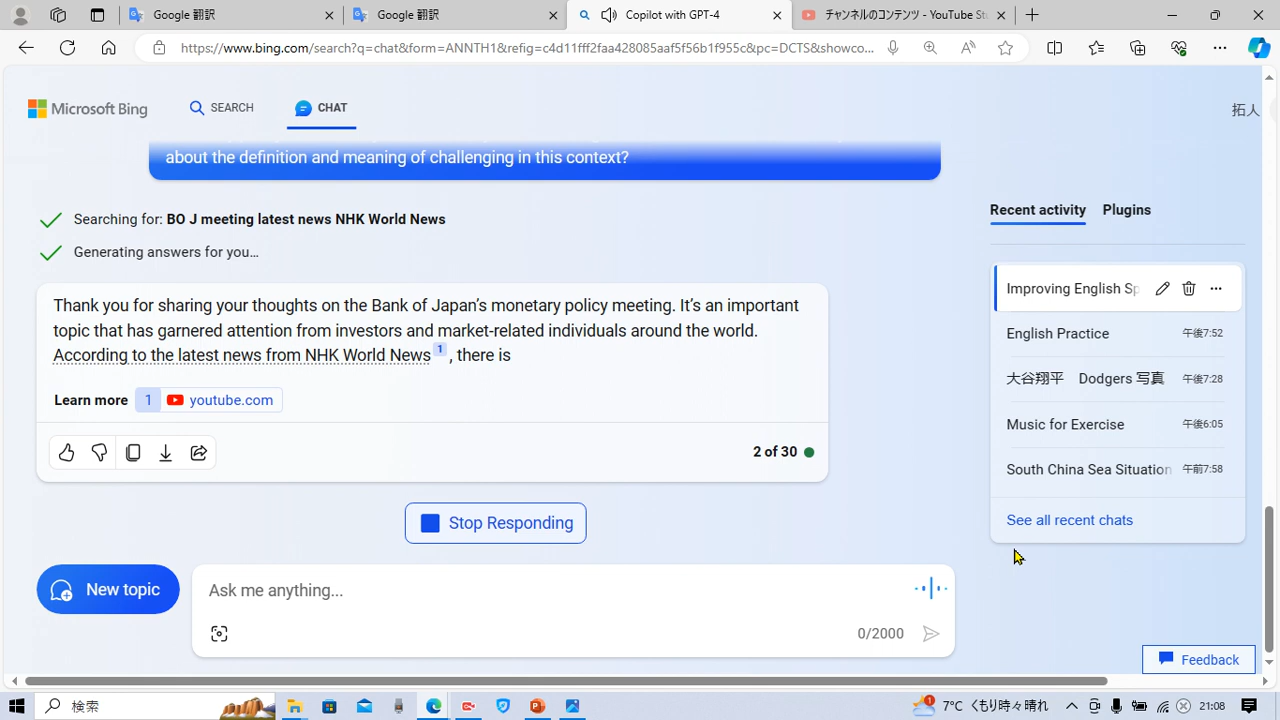 Google 翻訳
Google 翻訳
Copilot with GPT-4
チャンネルのコンテンツ - YouTube St
https://www.bing.com/search?q=chat&form=ANNTH1&refig=c4d11fff2faa428085aaf5f56b1f955c&pc=DCTS&showco...
Microsoft Bing
SEARCH
CHAT
拓人
about the definition and meaning of challenging in this context?
Searching for: BO J meeting latest news NHK World News
Generating answers for you...
Thank you for sharing your thoughts on the Bank of Japan's monetary policy meeting. It's an important
topic that has garnered attention from investors and market-related individuals around the world.
According to the latest news from NHK World News 1 , there is
Learn more 1 youtube.com
2 of 30
Stop Responding
New topic
Ask me anything...
0/2000
Recent activity Plugins
Improving English Sp
English Practice 午後7:52
大谷翔平 Dodgers 写真 午後7:28
Music for Exercise 午後6:05
South China Sea Situation 午前7:58
See all recent chats
Feedback
検索
1
7°C くもり時々晴れ
21:08